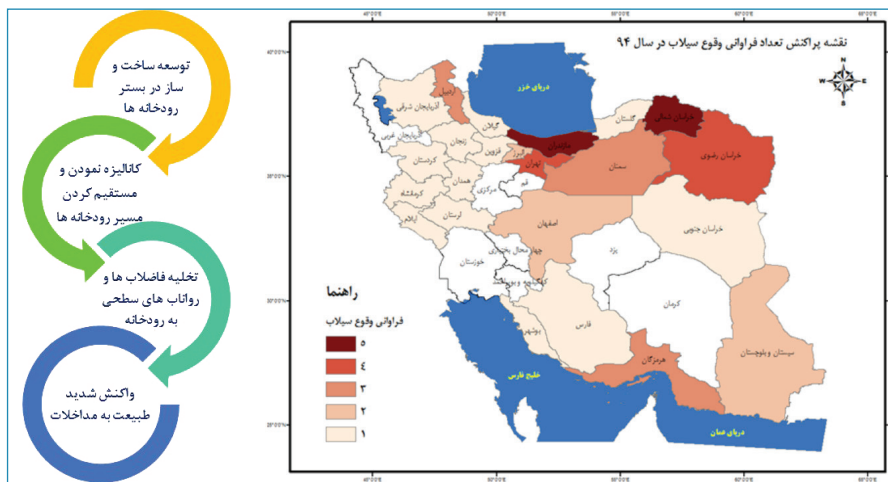 توسعه ساخت و
ساز در بستر
رودخانه ها
کانالیزه نمودن و
مستقیم کردن
مسیر رودخانه ها
تخلیه فاضلاب ها و
رواناب های سطحی
به رودخانه
واکنش شدید
طبیعت به مداخلات
نقشه پراکنش تعداد فراوانی وقوع سیلاب در سال ۹۴
N
W
E
S
دریای خزر
اردبیل
آذربایجان شرقی
آذربایجان غربی
گیلان
زنجان
قزوین
البرز
مازندران
تهران
گلستان
خراسان شمالی
خراسان رضوی
سمنان
کردستان
همدان
مرکزی
قم
کرمانشاه
ایلام
لرستان
اصفهان
خراسان جنوبی
یزد
چهار محال بختیاری
خوزستان
کرمان
فارس
بوشهر
سیستان و بلوچستان
هرمزگان
خلیج فارس
دریای عمان
راهنما
فراوانی وقوع سیلاب
۵
۴
۳
۲
۱